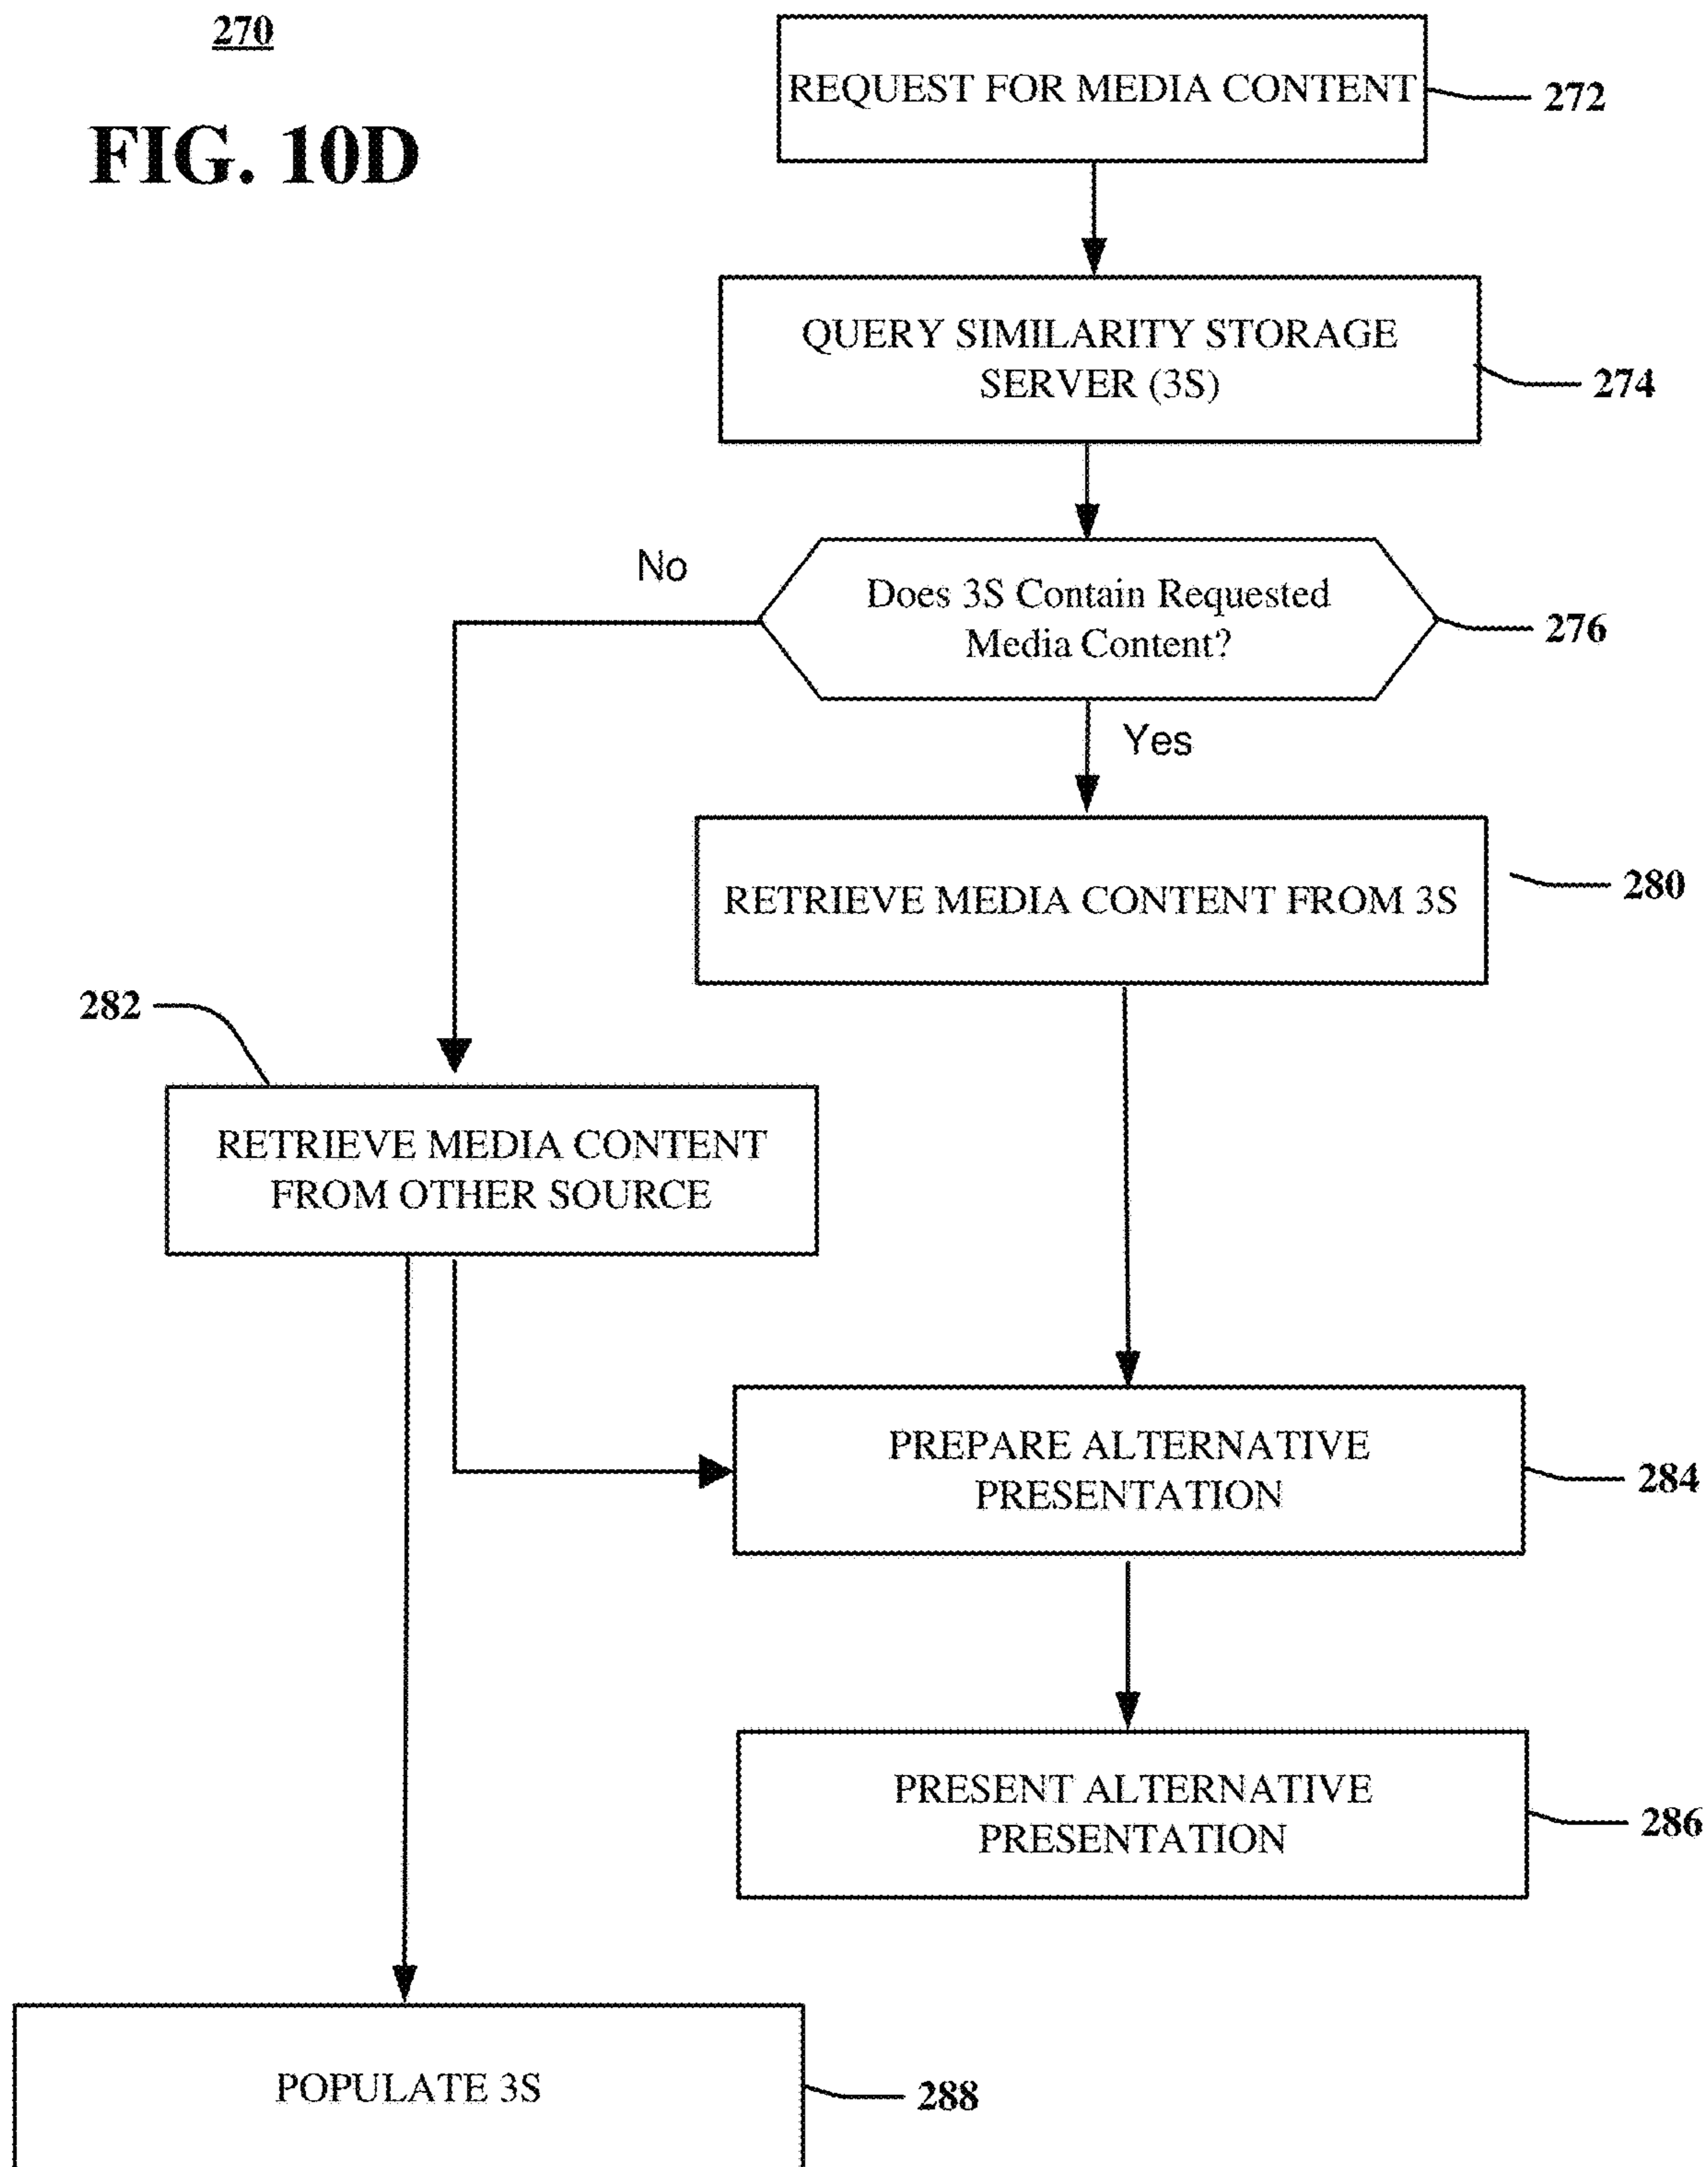 270
FIG. 10D
REQUEST FOR MEDIA CONTENT
272
QUERY SIMILARITY STORAGE
SERVER (3S)
274
No
Does 3S Contain Requested
Media Content?
276
Yes
RETRIEVE MEDIA CONTENT FROM 3S
280
282
RETRIEVE MEDIA CONTENT
FROM OTHER SOURCE
PREPARE ALTERNATIVE
PRESENTATION
284
PRESENT ALTERNATIVE
PRESENTATION
286
POPULATE 3S
288